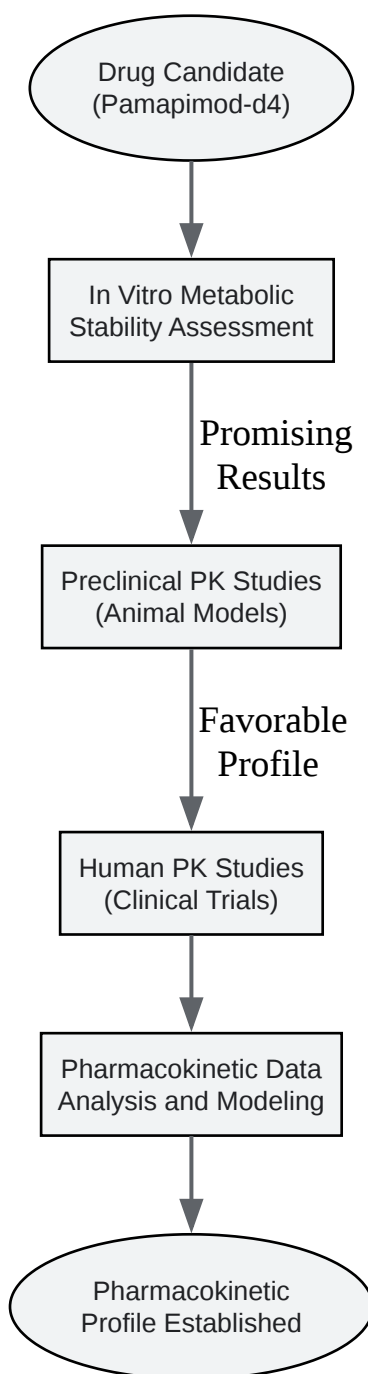 Drug Candidate
(Pamapimod-d4)
In Vitro Metabolic
Stability Assessment
Promising
Results
Preclinical PK Studies
(Animal Models)
Favorable
Profile
Human PK Studies
(Clinical Trials)
Pharmacokinetic Data
Analysis and Modeling
Pharmacokinetic
Profile Established